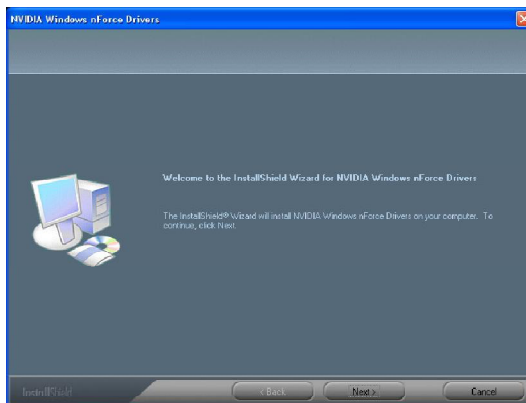 NVIDIA Windows nForce Drivers
Welcome to the InstallShield Wizard for NVIDIA Windows nForce Drivers
The InstallShield® Wizard will install NVIDIA Windows nForce Drivers on your computer. To
continue, click Next.
InstallShield
< Back
Next >
Cancel